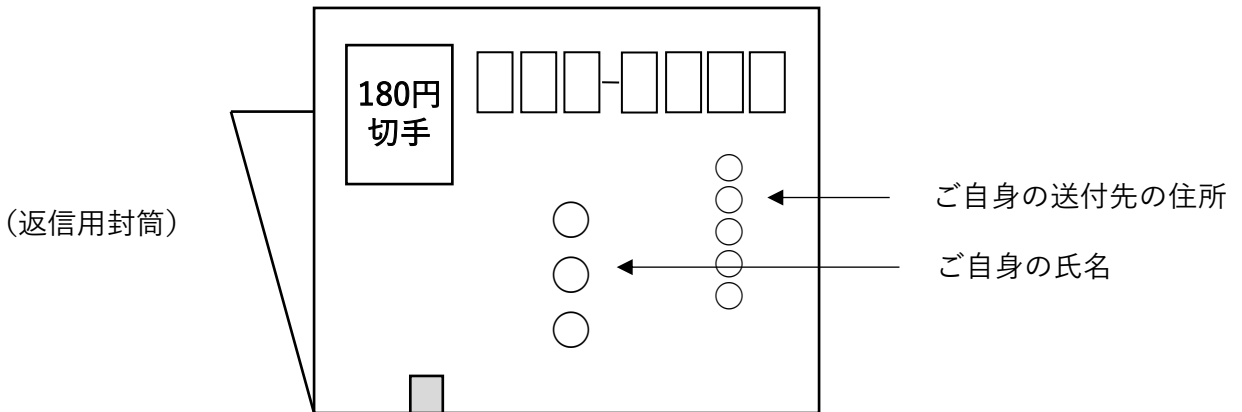 180円
切手
ご自身の送付先の住所
（返信用封筒）
ご自身の氏名